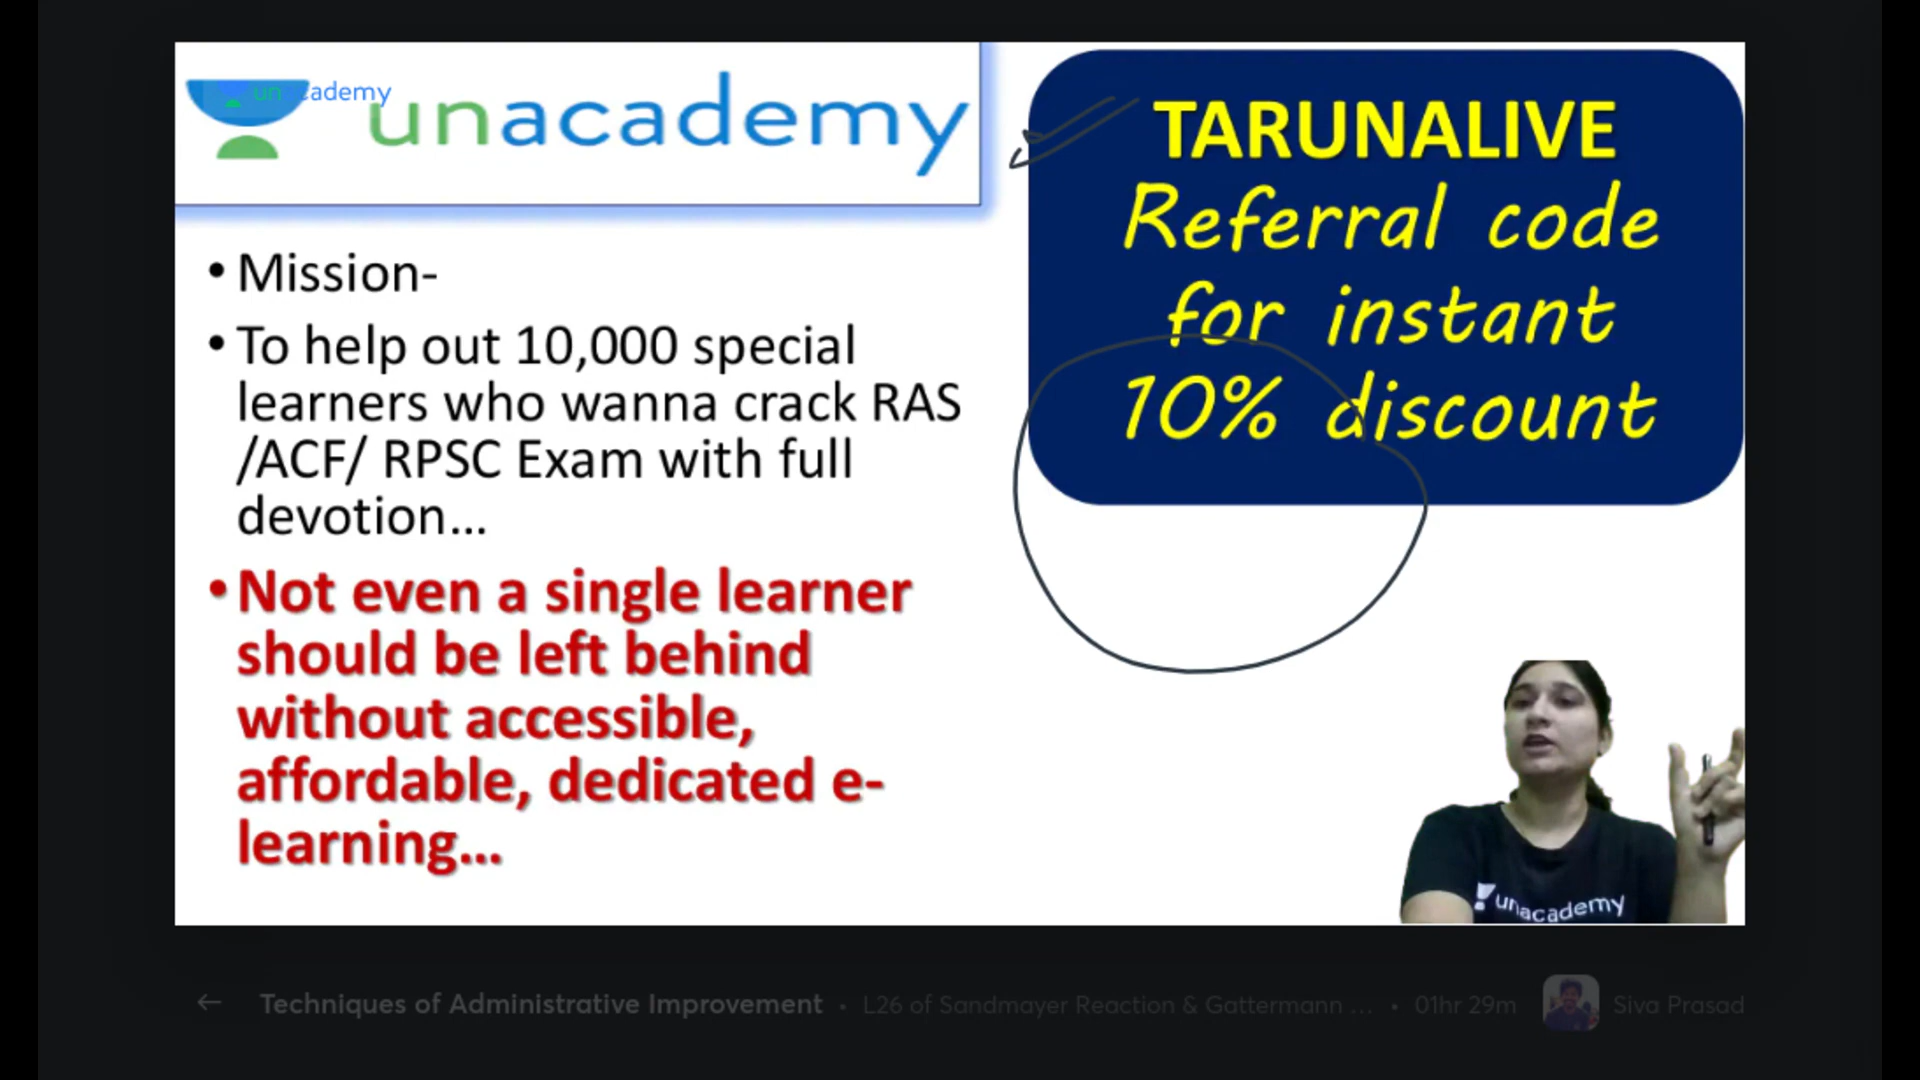 unacademy
unacademy
TARUNALIVE
Referral code
for instant
10% discount
• Mission-
• To help out 10,000 special
learners who wanna crack RAS
/ACF/ RPSC Exam with full
devotion...
• Not even a single learner
should be left behind
without accessible,
affordable, dedicated e-
learning...
unacademy
← Techniques of Administrative Improvement • L26 of Sandmayer Reaction & Gattermann ... • 01hr 29m Siva Prasad